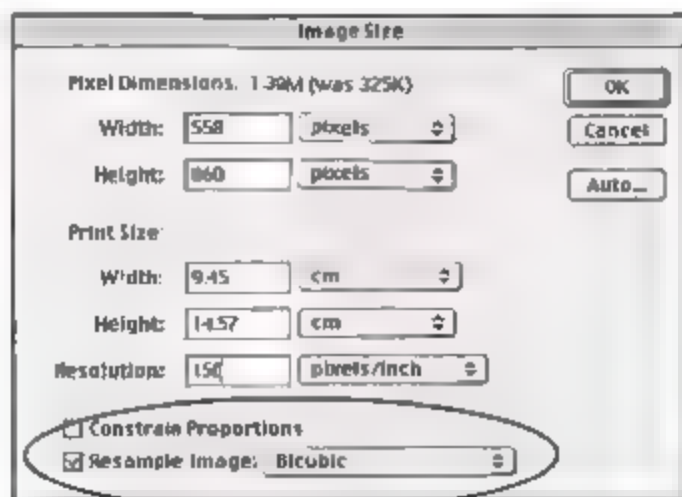 Image Size
Pixel Dimensions: 1.39M (was 325K)
OK
Width: 558 pixels
Cancel
Height: 860 pixels
Auto...
Print Size:
Width: 9.45 cm
Height: 14.57 cm
Resolution: 150 pixels/inch
Constrain Proportions
Resample Image: Bicubic